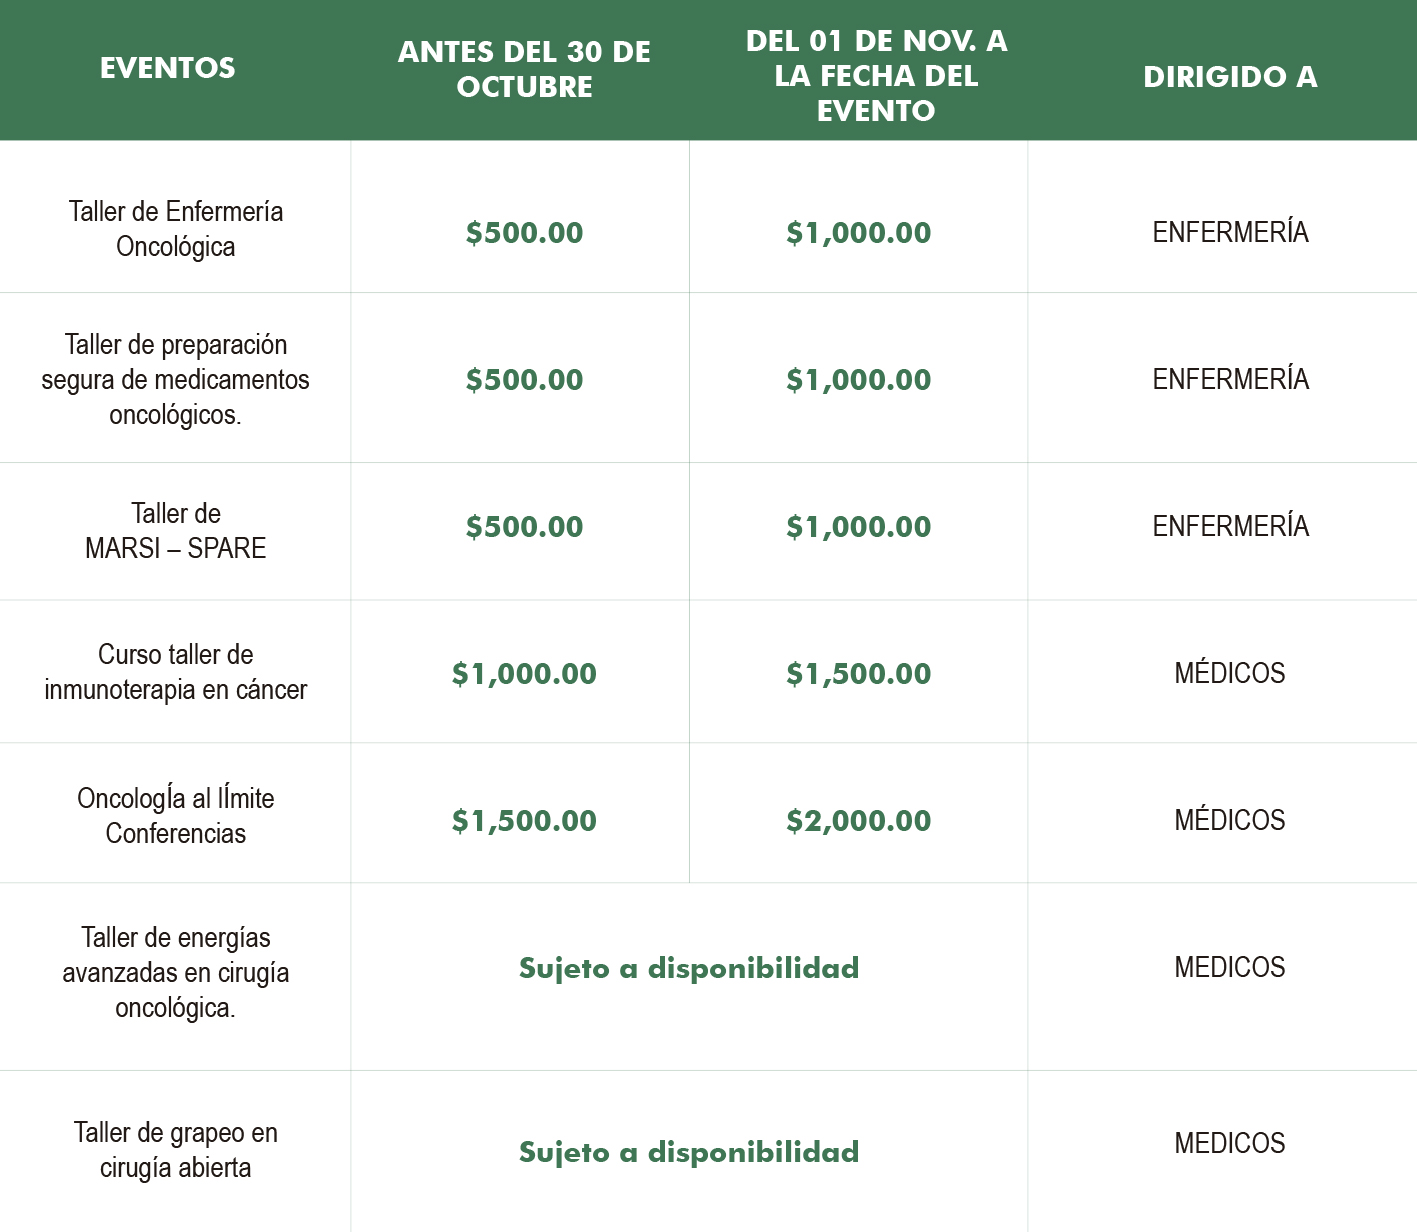 EVENTOS
ANTES DEL 30 DE
OCTUBRE
DEL 01 DE NOV. A
LA FECHA DEL
EVENTO
DIRIGIDO A
Taller de Enfermería
Oncológica
$500.00
$1,000.00
ENFERMERÍA
Taller de preparación
segura de medicamentos
oncológicos.
$500.00
$1,000.00
ENFERMERÍA
Taller de
MARSI – SPARE
$500.00
$1,000.00
ENFERMERÍA
Curso taller de
inmunoterapia en cáncer
$1,000.00
$1,500.00
MÉDICOS
OncologÍa al lÍmite
Conferencias
$1,500.00
$2,000.00
MÉDICOS
Taller de energías
avanzadas en cirugía
oncológica.
Sujeto a disponibilidad
MEDICOS
Taller de grapeo en
cirugía abierta
Sujeto a disponibilidad
MEDICOS